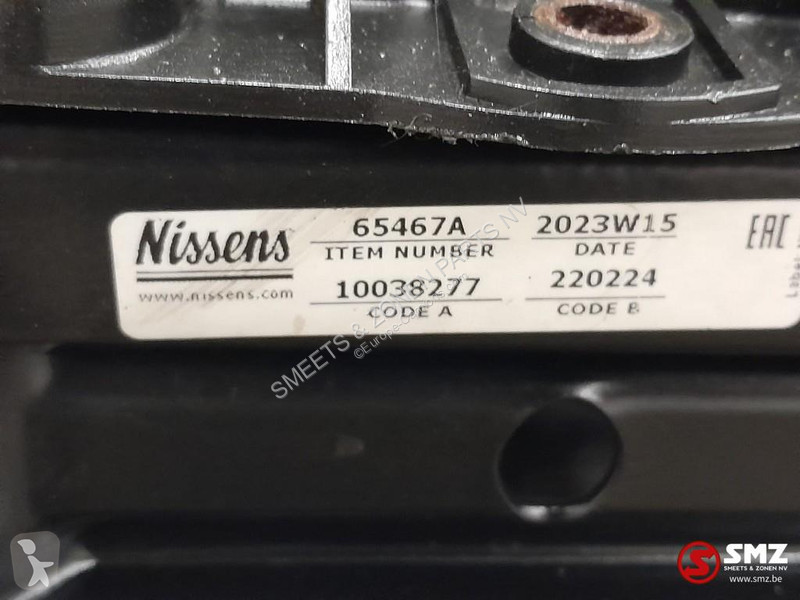 Nissens
www.nissens.com
65467A
ITEM NUMBER
2023W15
DATE
10038277
CODE A
220224
CODE B
EAC
Label
SMEETS & ZONEN PARTS NV
SMZ
SMEETS & ZONEN NV
www.smz.be